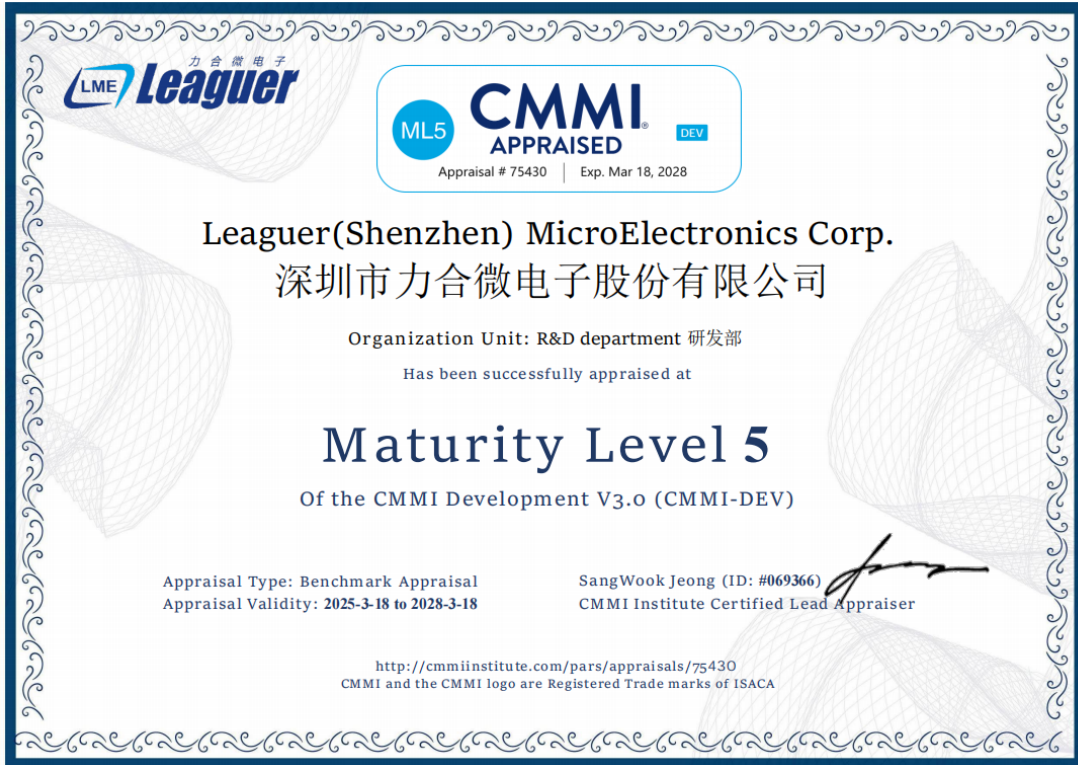 力合微电子
LME Leaguer
ML5 CMMI®
APPRAISED DEV
Appraisal # 75430 | Exp. Mar 18, 2028
Leaguer(Shenzhen) MicroElectronics Corp.
深圳市力合微电子股份有限公司
Organization Unit: R&D department 研发部
Has been successfully appraised at
Maturity Level 5
Of the CMMI Development V3.0 (CMMI-DEV)
Appraisal Type: Benchmark Appraisal
Appraisal Validity: 2025-3-18 to 2028-3-18
SangWook Jeong (ID: #069366)
CMMI Institute Certified Lead Appraiser
http://cmmiinstitute.com/pars/appraisals/75430
CMMI and the CMMI logo are Registered Trade marks of ISACA